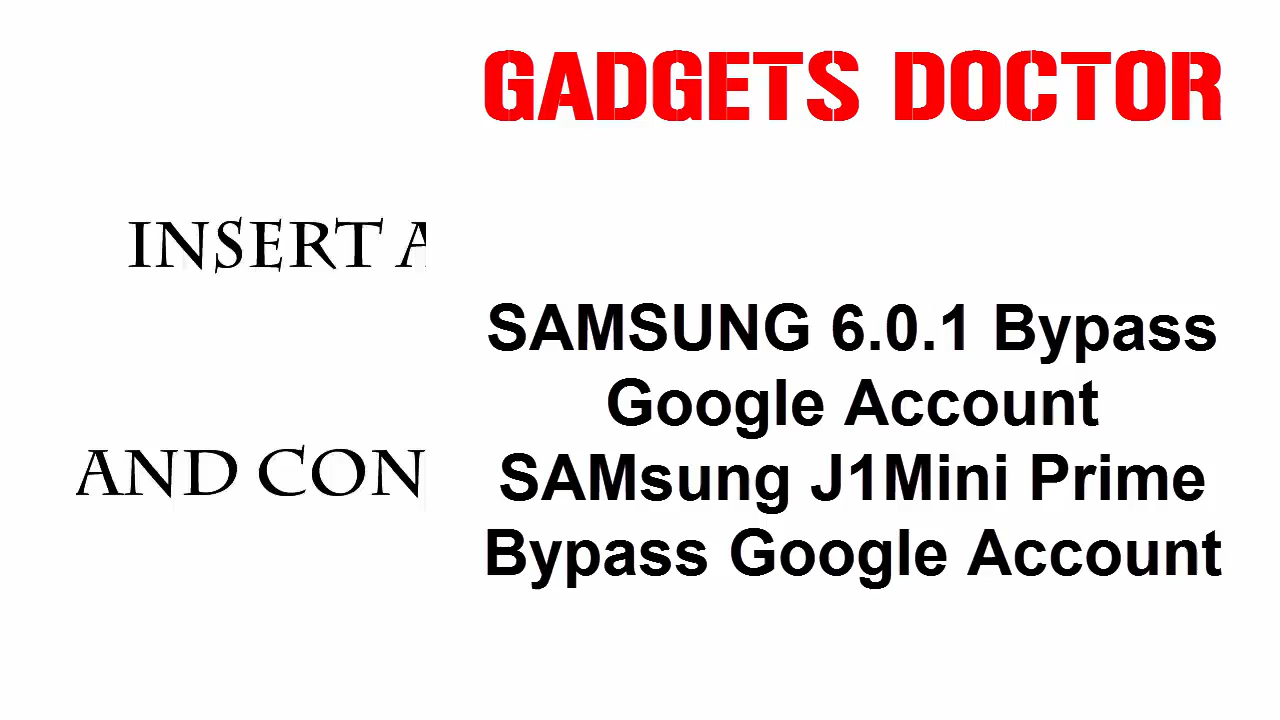 GADGETS DOCTOR
INSERT A
SAMSUNG 6.0.1 Bypass
Google Account
AND CON
SAMsung J1Mini Prime
Bypass Google Account